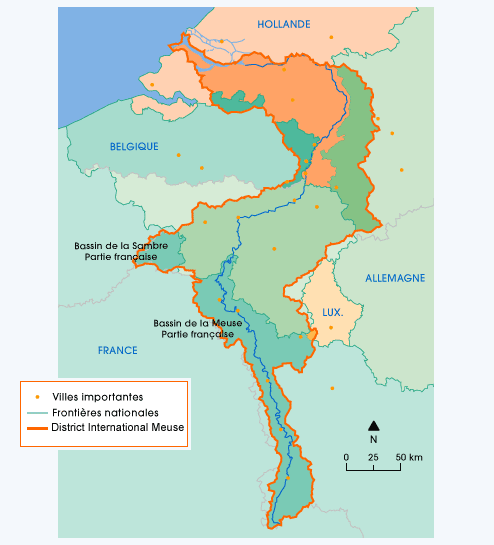 HOLLANDE
BELGIQUE
Bassin de la Sambre
Partie française
ALLEMAGNE
LUX.
Bassin de la Meuse
Partie française
FRANCE
Villes importantes
Frontières nationales
District International Meuse
N
0 25 50 km